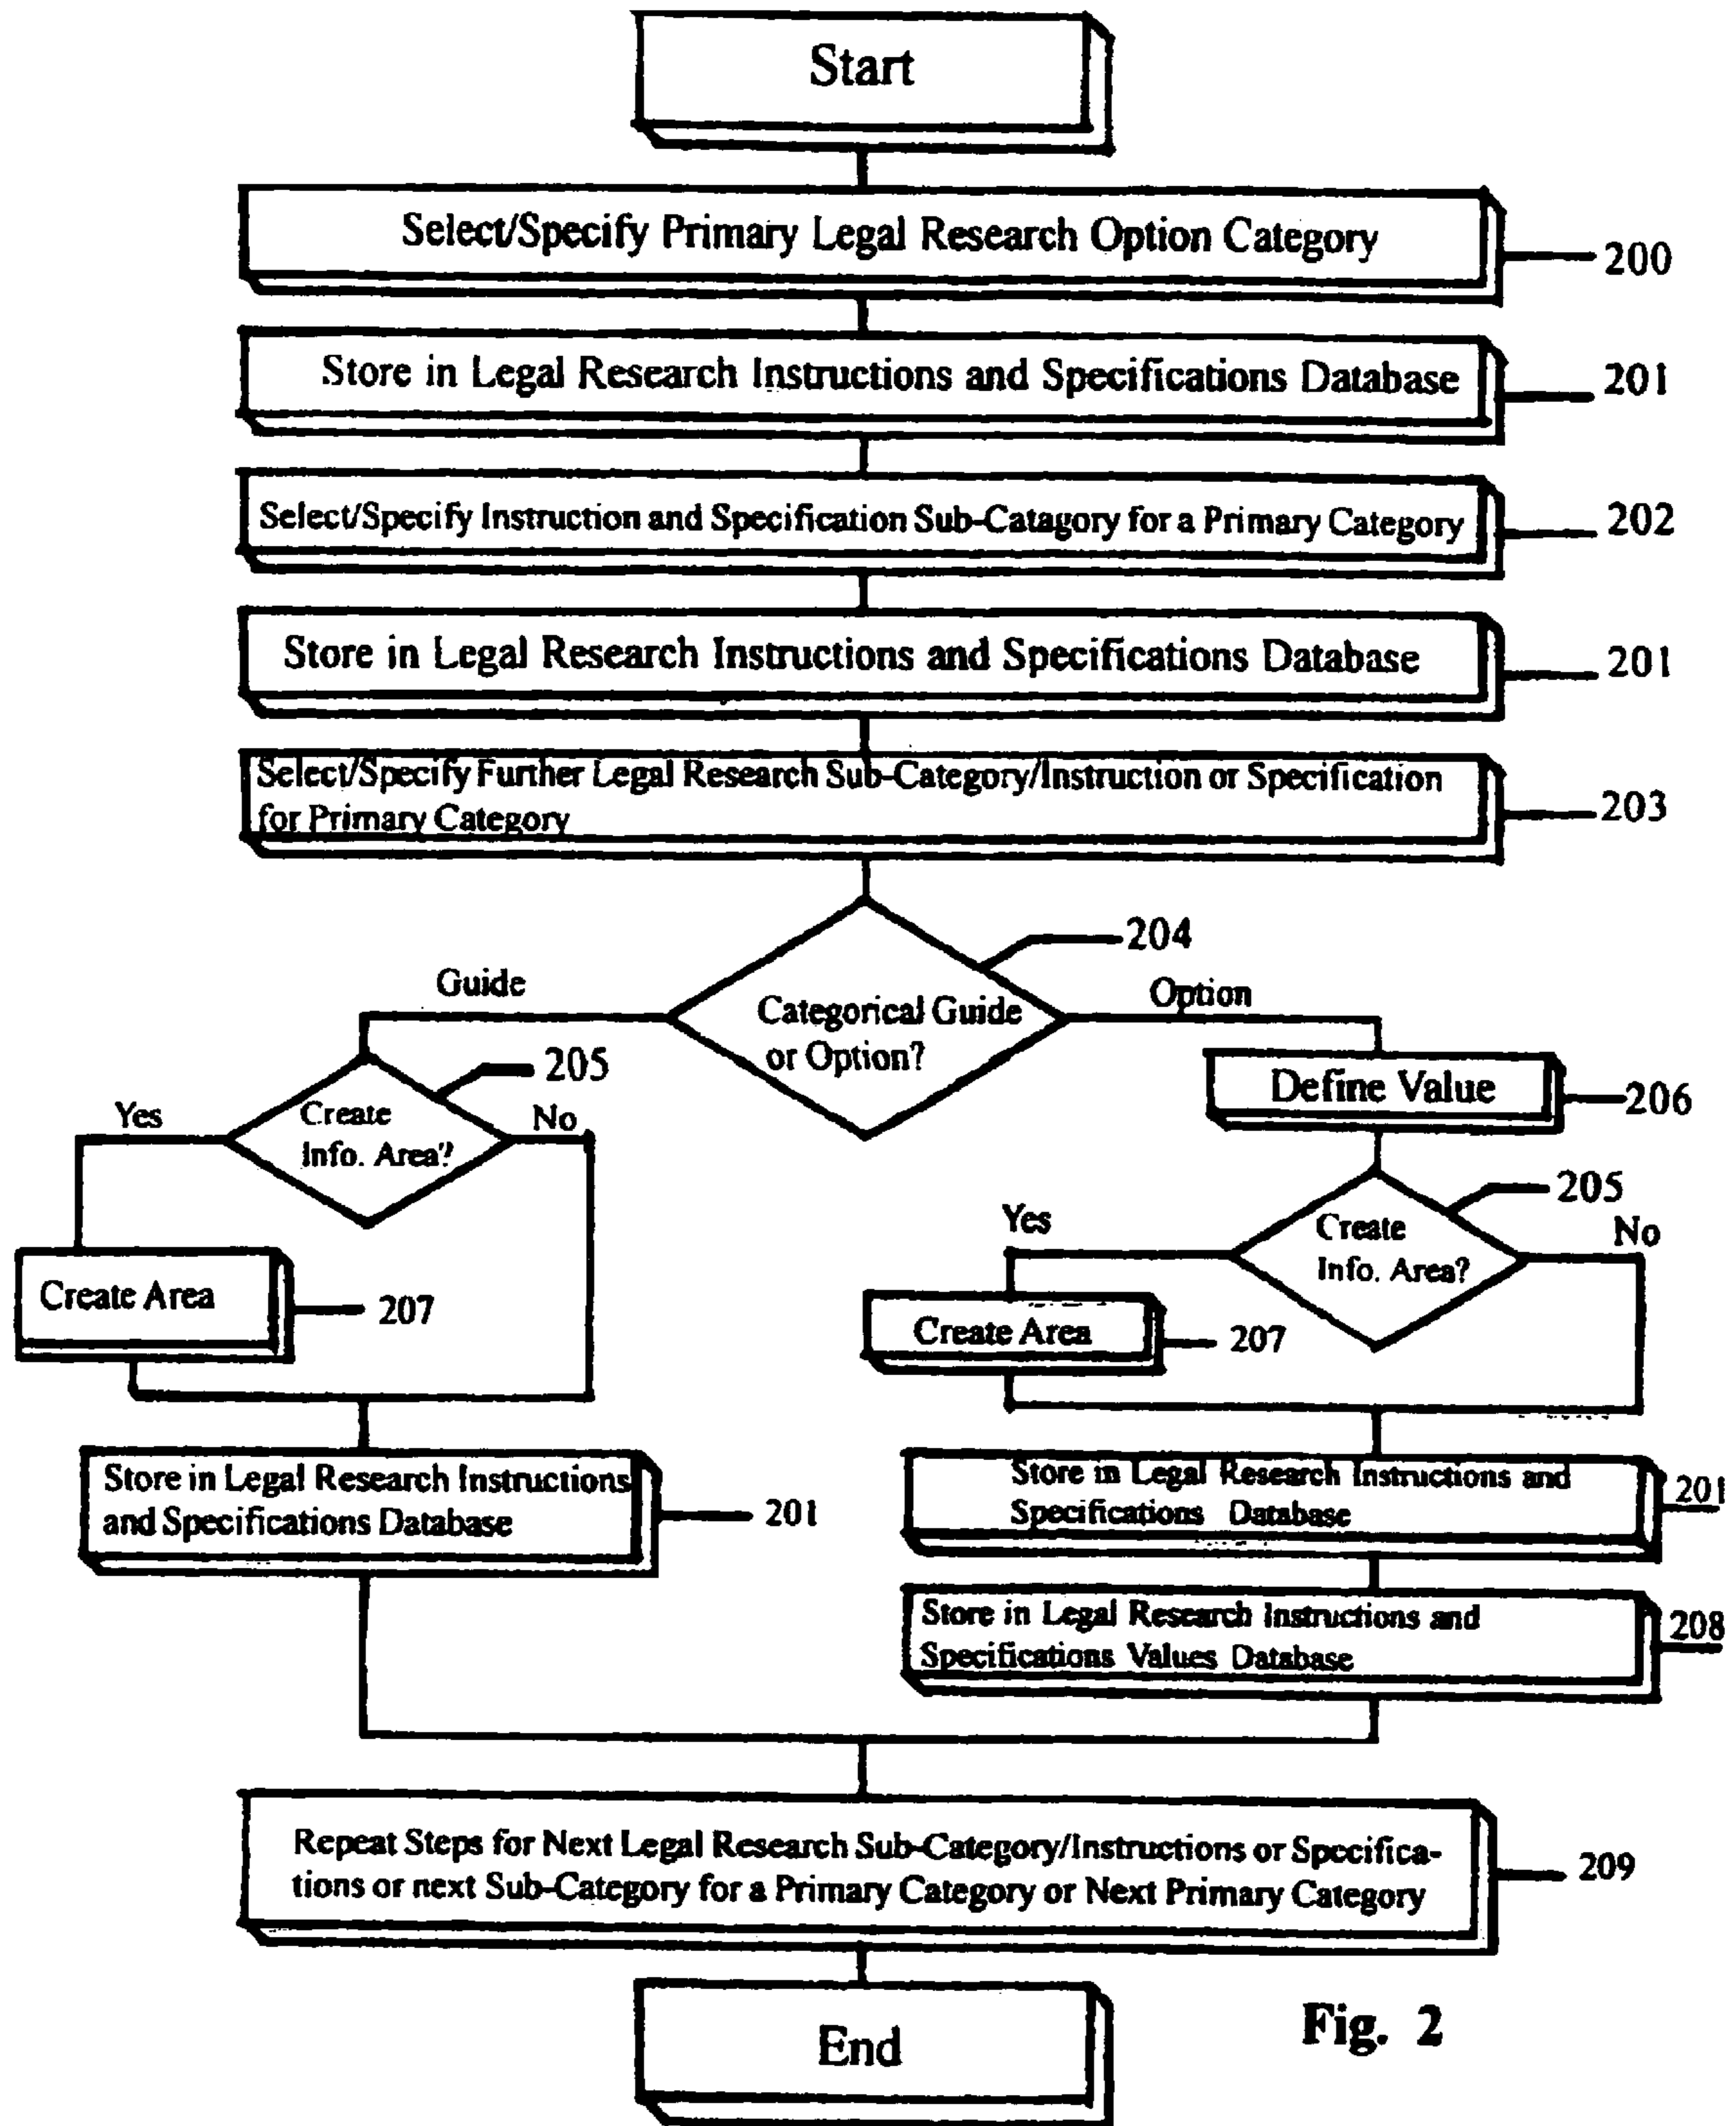 Start
Select/Specify Primary Legal Research Option Category
200
Store in Legal Research Instructions and Specifications Database
201
Select/Specify Instruction and Specification Sub-Catagory for a Primary Category
202
Store in Legal Research Instructions and Specifications Database
201
Select/Specify Further Legal Research Sub-Category/Instruction or Specification
for Primary Category
203
204
Categorical Guide
or Option?
Guide
Option
205
Create
Info. Area?
Yes
No
Define Value
206
205
Create
Info. Area?
Yes
No
Create Area
207
Create Area
207
Store in Legal Research Instructions
and Specifications Database
201
Store in Legal Research Instructions and
Specifications Database
201
Store in Legal Research Instructions and
Specifications Values Database
208
Repeat Steps for Next Legal Research Sub-Category/Instructions or Specifica-
tions or next Sub-Category for a Primary Category or Next Primary Category
209
End
Fig. 2